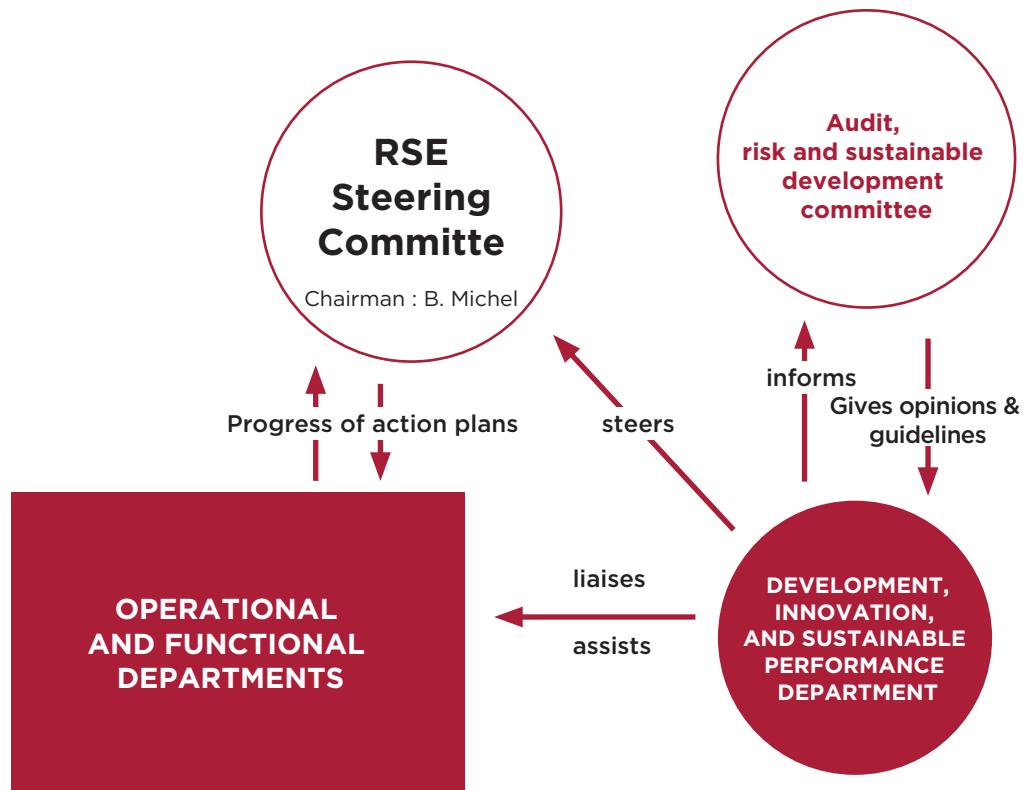 RSE
Steering
Committe
Chairman : B. Michel
Audit,
risk and sustainable
development
committee
informs
Gives opinions &
guidelines
Progress of action plans
steers
liaises
assists
OPERATIONAL
AND FUNCTIONAL
DEPARTMENTS
DEVELOPMENT,
INNOVATION,
AND SUSTAINABLE
PERFORMANCE
DEPARTMENT